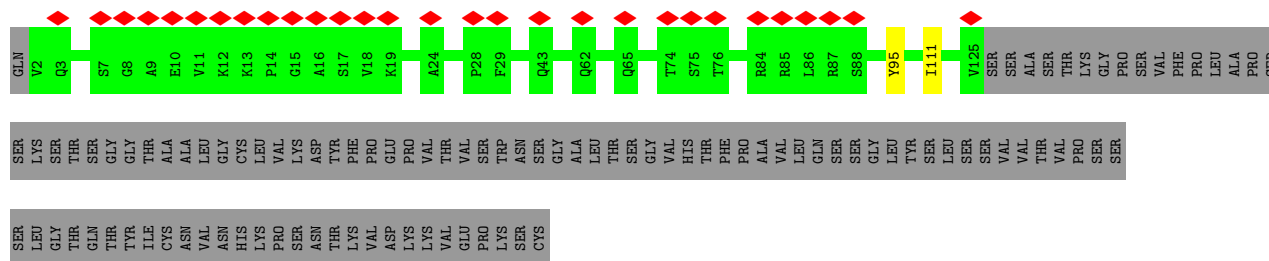 GLN V2 Q3 S7 G8 A9 E10 V11 K12 K13 P14 G15 A16 S17 V18 K19 A24 P28 F29 Q43 Q62 Q65 T74 S75 T76 R84 R85 L86 R87 S88 Y95 I111 V125 SER SER ALA SER THR LYS GLY PRO SER VAL PHE PRO LEU ALA PRO SER
SER LYS SER THR SER GLY GLY THR ALA ALA LEU GLY CYS LEU VAL LYS ASP TYR PHE PRO GLU PRO VAL THR VAL SER TRP ASN SER GLY ALA LEU THR SER GLY VAL HIS THR PHE PRO ALA VAL LEU GLN SER SER GLY LEU TYR SER LEU SER SER VAL VAL THR VAL PRO SER SER
SER LEU GLY THR GLN THR TYR ILE CYS ASN VAL ASN HIS LYS PRO SER ASN THR LYS VAL ASP LYS LYS VAL GLU PRO LYS SER CYS